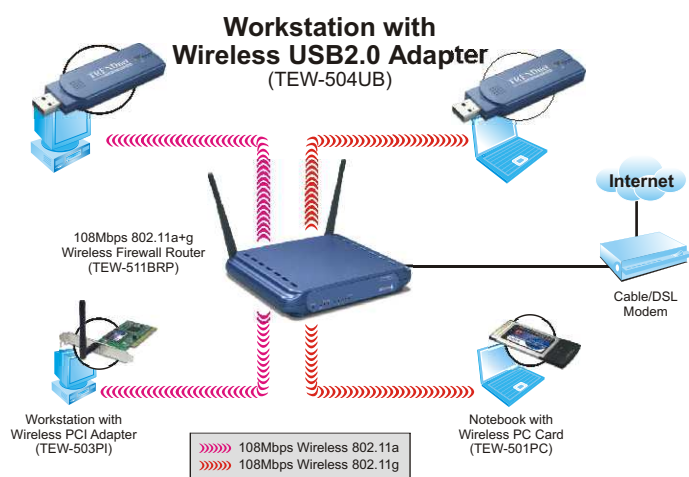 Workstation with
Wireless USB2.0 Adapter
(TEW-504UB)
TRENDnet
TRENDnet
Internet
108Mbps 802.11a+g
Wireless Firewall Router
(TEW-511BRP)
Cable/DSL
Modem
Workstation with
Wireless PCI Adapter
(TEW-503PI)
Notebook with
Wireless PC Card
(TEW-501PC)
108Mbps Wireless 802.11a
108Mbps Wireless 802.11g